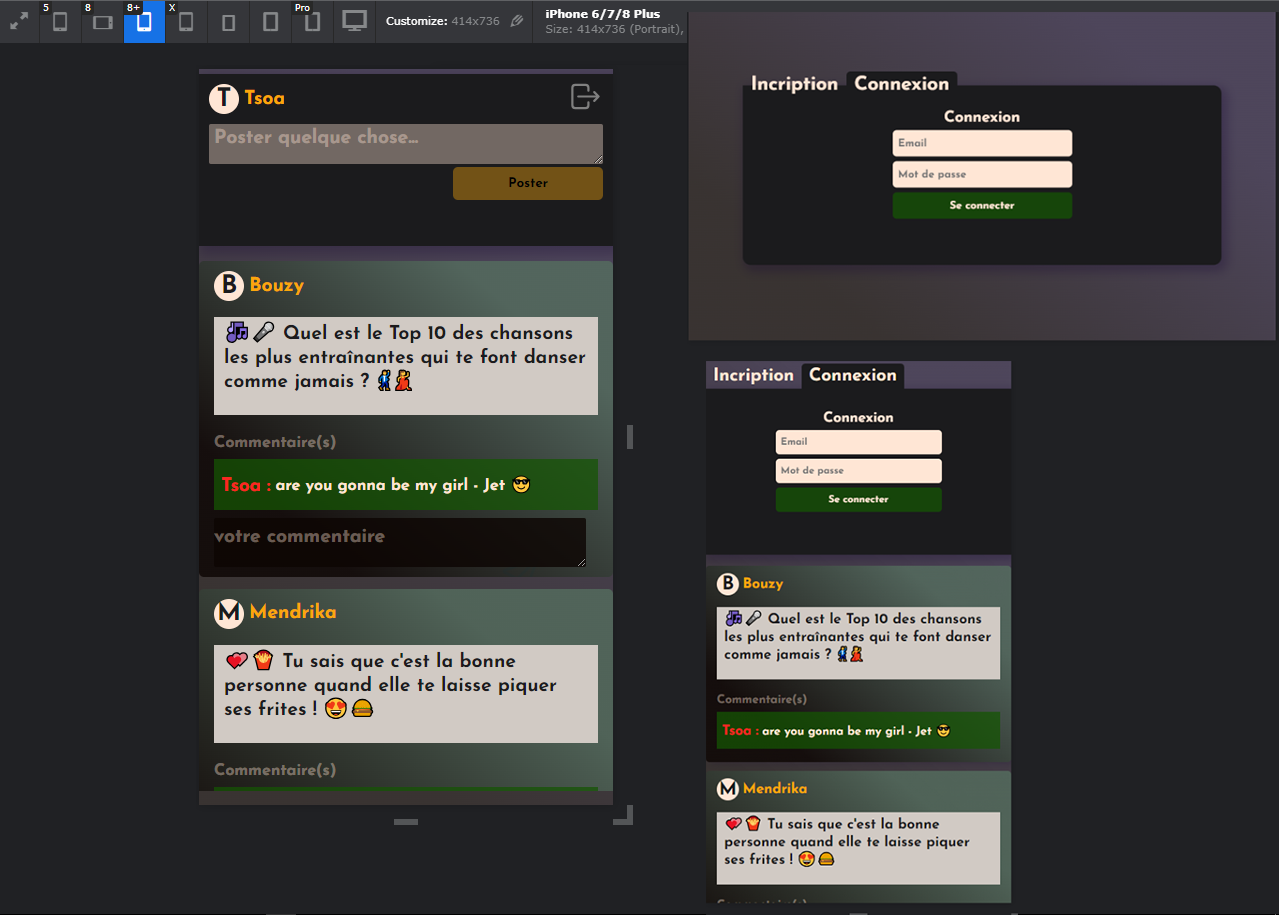 5
8
8+
X
Pro
Customize: 414x736
iPhone 6/7/8 Plus
Size: 414x736 (Portrait),
T Tsoa
Poster quelque chose...
Poster
B Bouzy
Quel est le Top 10 des chansons
les plus entraînantes qui te font danser
comme jamais ?
Commentaire(s)
Tsoa : are you gonna be my girl - Jet 😎
votre commentaire
M Mendrika
Tu sais que c'est la bonne
personne quand elle te laisse piquer
ses frites ! 😍🍔
Commentaire(s)
Incription Connexion
Connexion
Email
Mot de passe
Se connecter
Incription Connexion
Connexion
Email
Mot de passe
Se connecter
B Bouzy
Quel est le Top 10 des chansons
les plus entraînantes qui te font danser
comme jamais ?
Commentaire(s)
Tsoa : are you gonna be my girl - Jet 😎
M Mendrika
Tu sais que c'est la bonne
personne quand elle te laisse piquer
ses frites ! 😍🍔